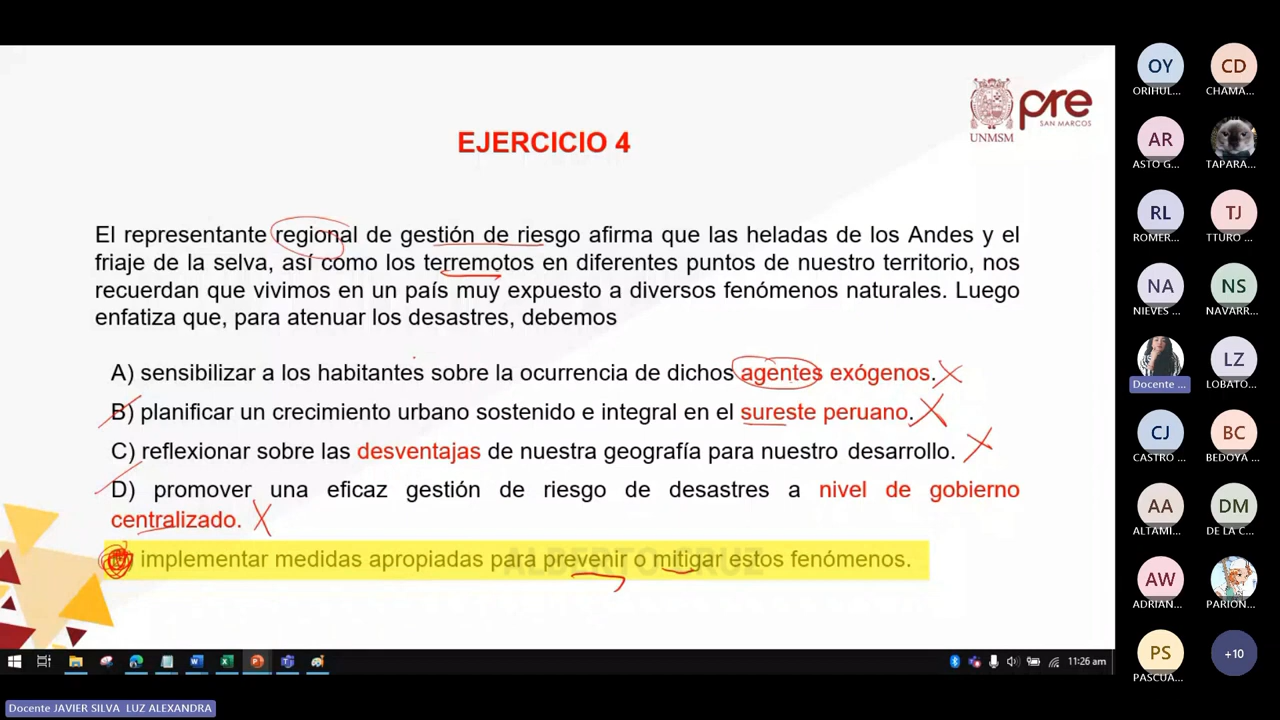 pre
SAN MARCOS
UNMSM
EJERCICIO 4
El representante regional de gestión de riesgo afirma que las heladas de los Andes y el
friaje de la selva, así como los terremotos en diferentes puntos de nuestro territorio, nos
recuerdan que vivimos en un país muy expuesto a diversos fenómenos naturales. Luego
enfatiza que, para atenuar los desastres, debemos
A) sensibilizar a los habitantes sobre la ocurrencia de dichos agentes exógenos.
B) planificar un crecimiento urbano sostenido e integral en el sureste peruano.
C) reflexionar sobre las desventajas de nuestra geografía para nuestro desarrollo.
D) promover una eficaz gestión de riesgo de desastres a nivel de gobierno
centralizado.
implementar medidas apropiadas para prevenir o mitigar estos fenómenos.
ALBERTO CRUZ
11:26 am
Docente JAVIER SILVA LUZ ALEXANDRA
OY
ORIHUL...
CD
CHAMA...
AR
ASTO G...
TAPARA...
RL
ROMER...
TJ
TTURO ...
NA
NIEVES ...
NS
NAVARR...
Docente ...
LZ
LOBATO...
CJ
CASTRO ...
BC
BEDOYA ...
AA
ALTAMI...
DM
DE LA C...
AW
ADRIAN...
PARION...
PS
PASCUA...
+10